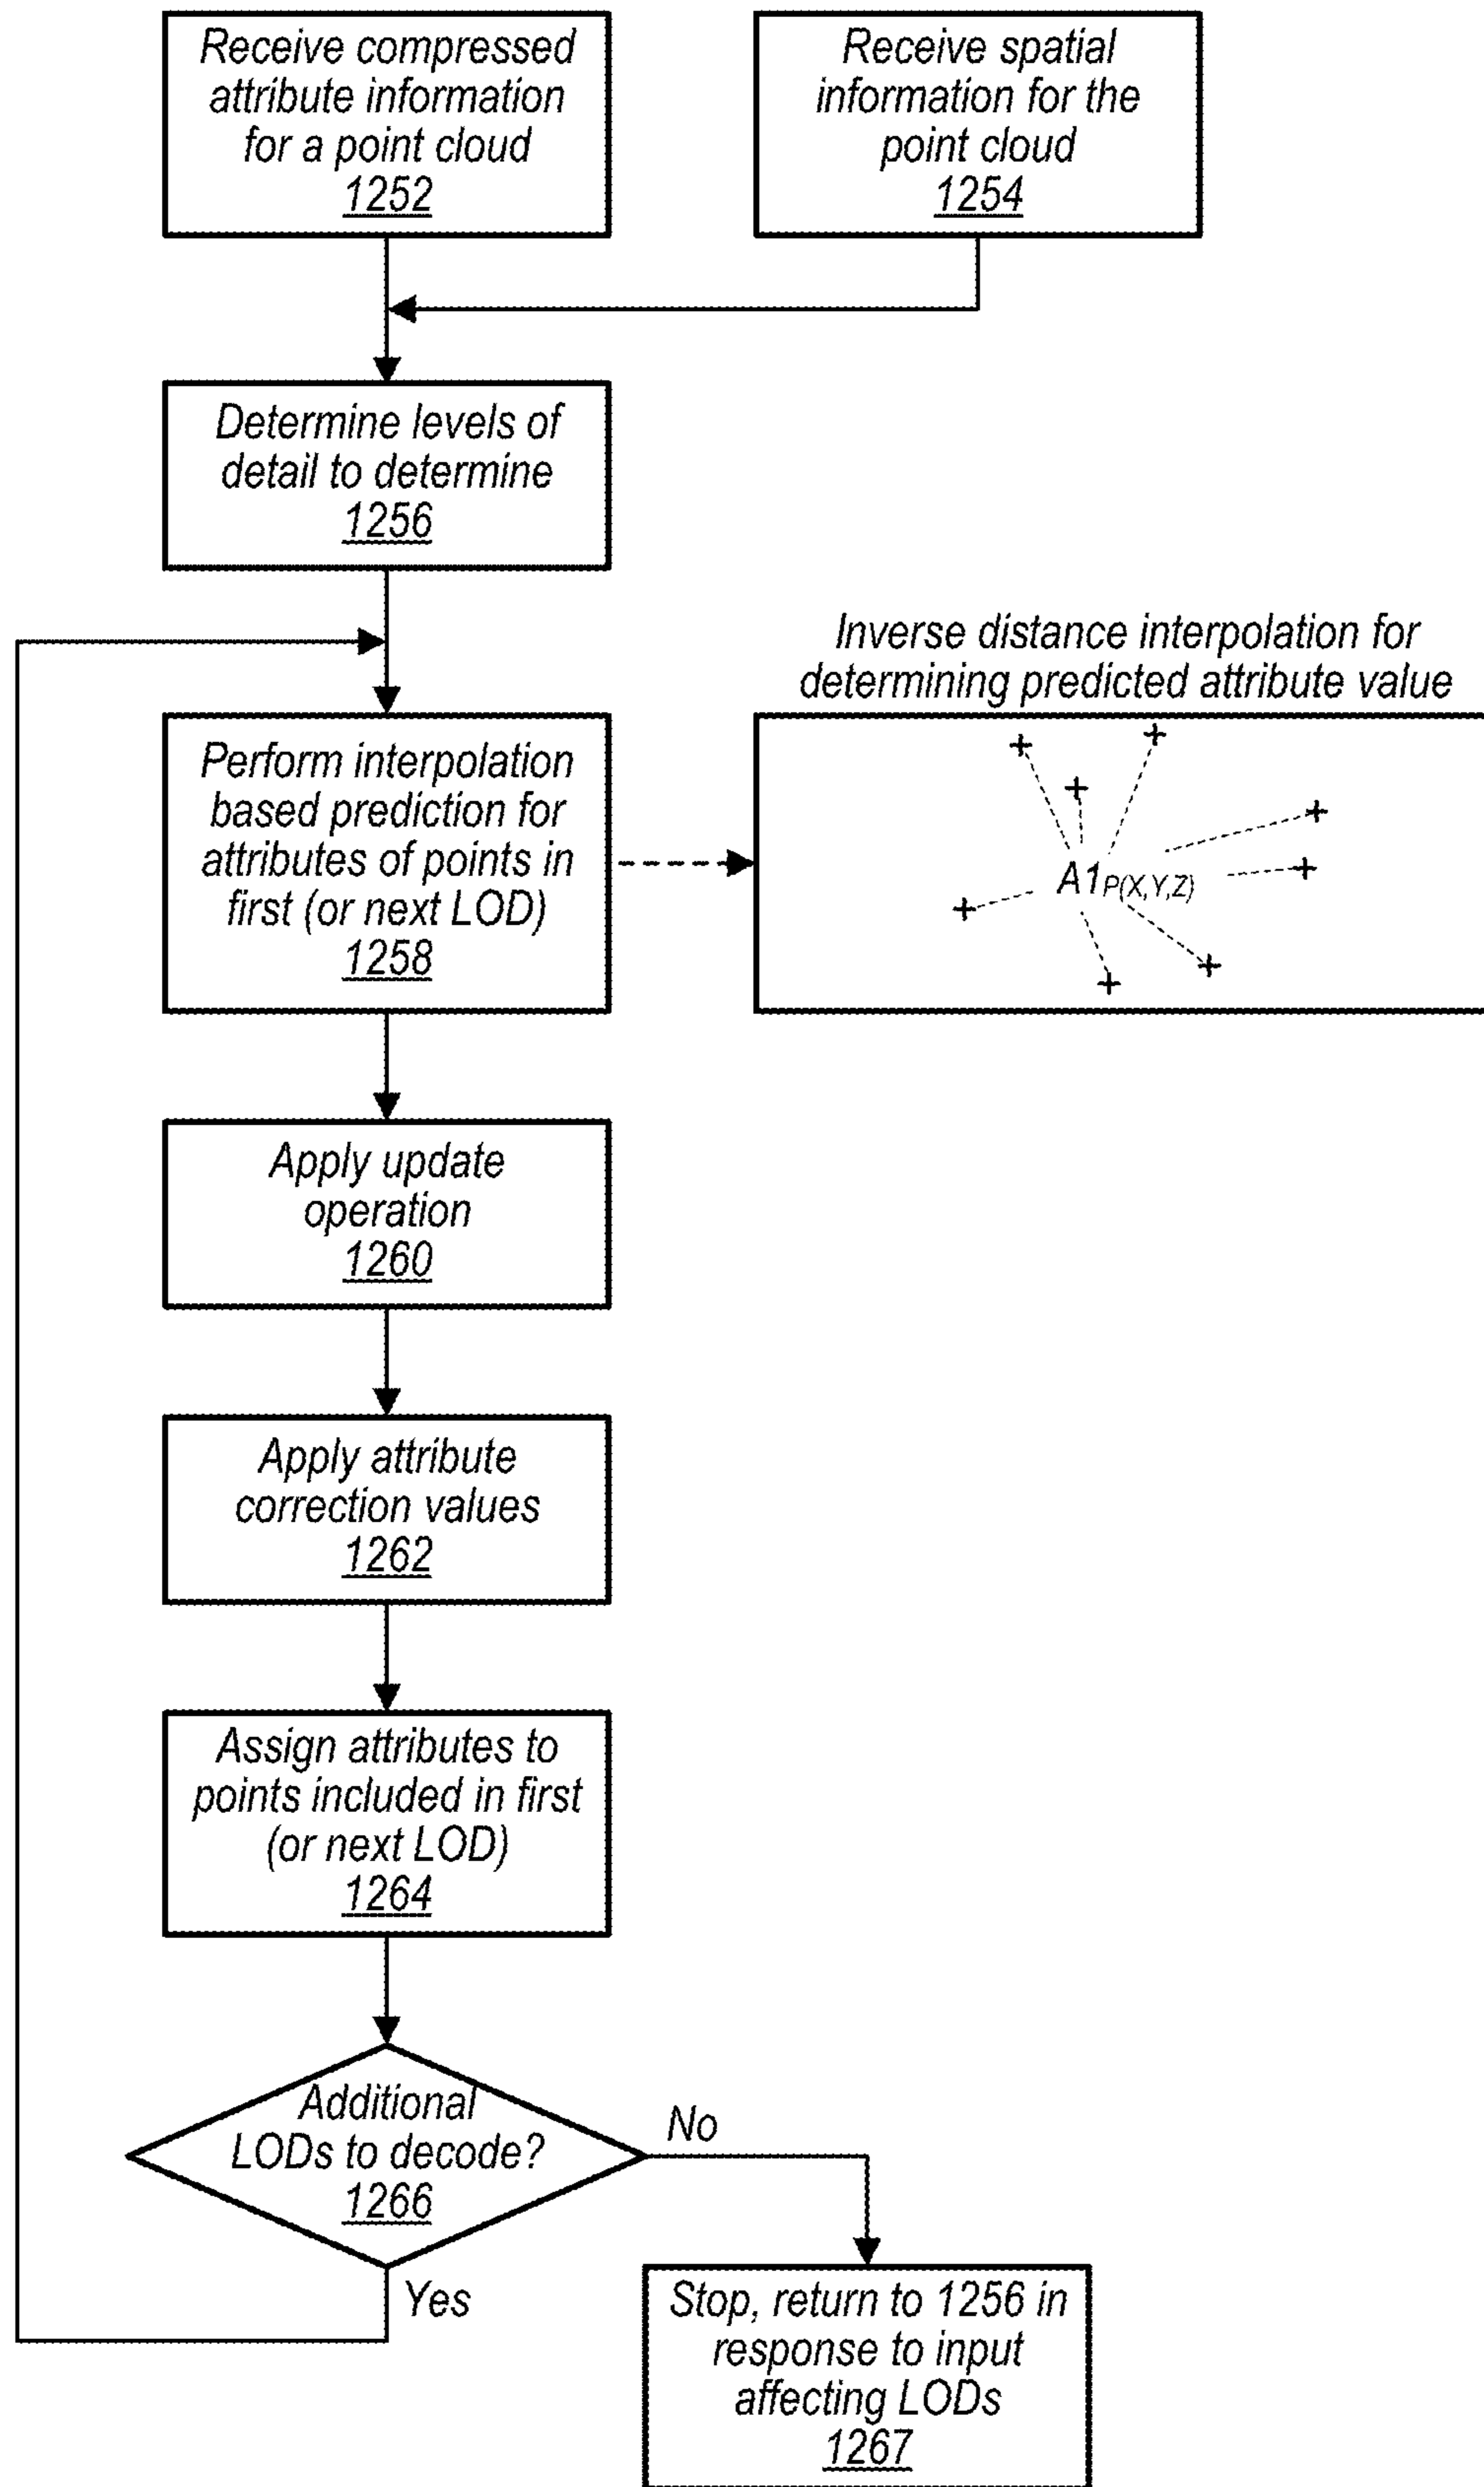 Receive compressed
attribute information
for a point cloud
1252
Receive spatial
information for the
point cloud
1254
Determine levels of
detail to determine
1256
Inverse distance interpolation for
determining predicted attribute value
Perform interpolation
based prediction for
attributes of points in
first (or next LOD)
1258
A1P(X,Y,Z)
Apply update
operation
1260
Apply attribute
correction values
1262
Assign attributes to
points included in first
(or next LOD)
1264
Additional
LODs to decode?
1266
No
Yes
Stop, return to 1256 in
response to input
affecting LODs
1267